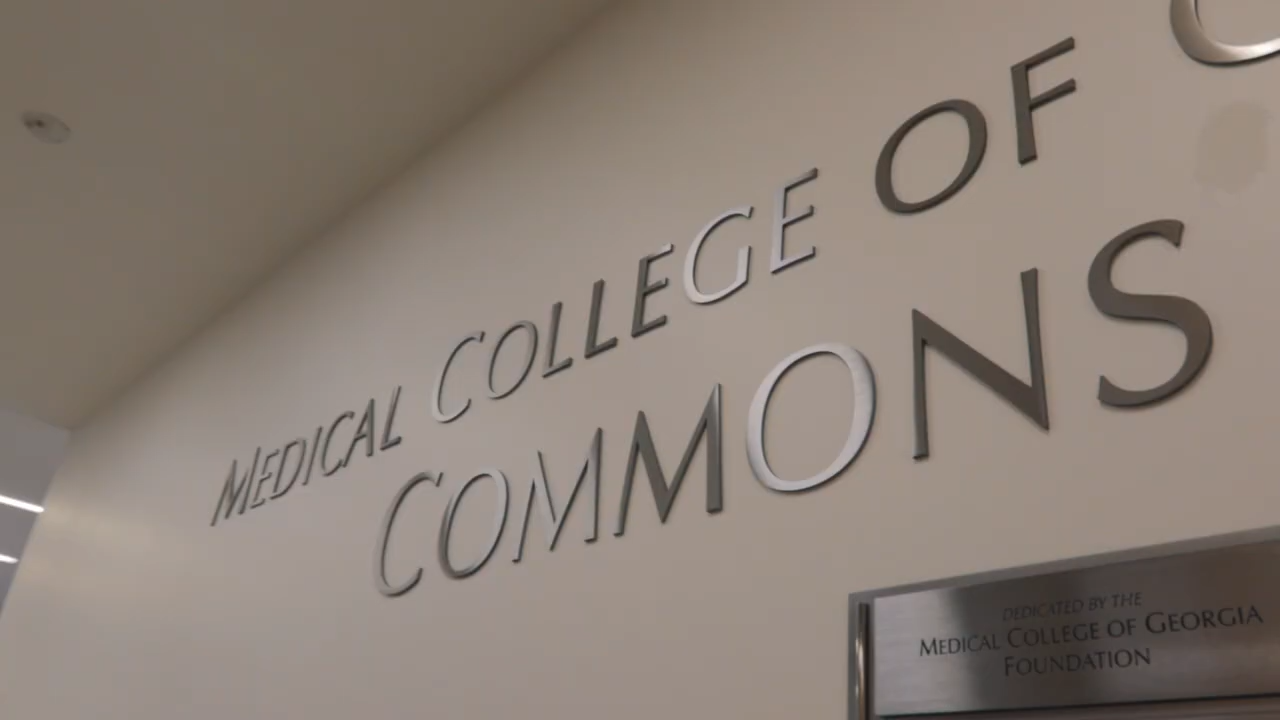 MEDICAL COLLEGE OF
COMMONS
DEDICATED BY THE
MEDICAL COLLEGE OF GEORGIA
FOUNDATION